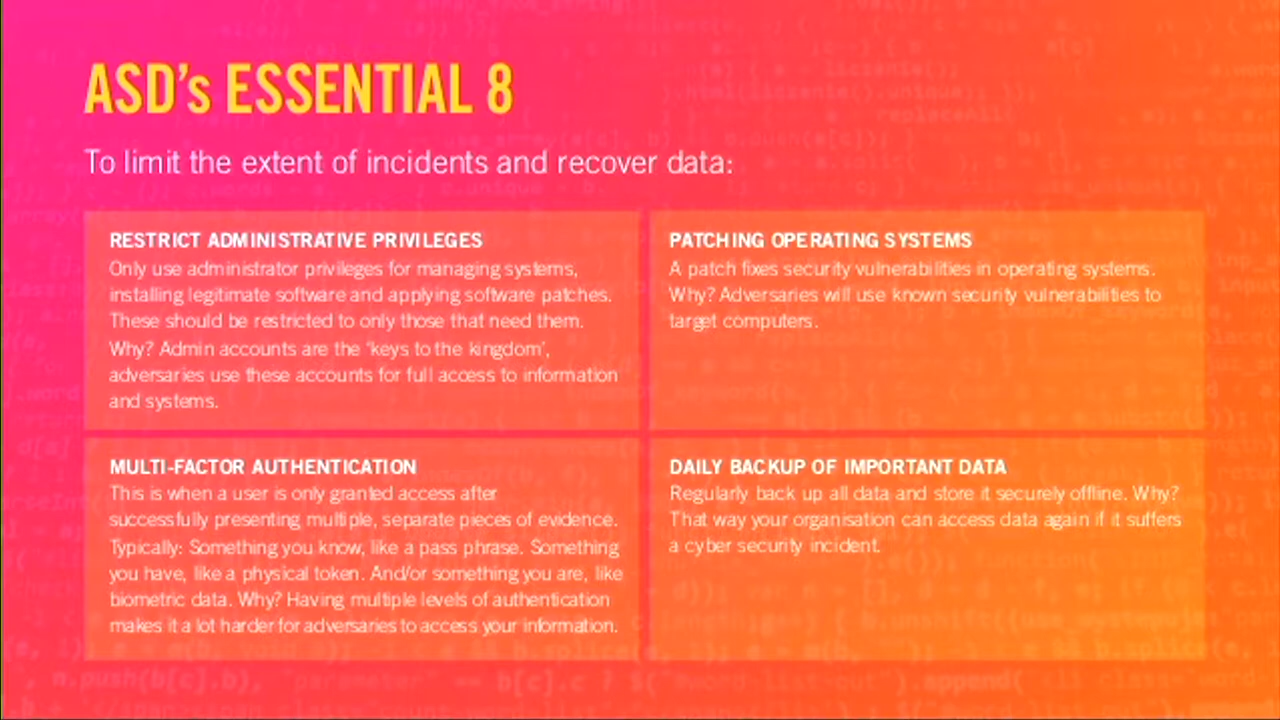 ASD's ESSENTIAL 8
To limit the extent of incidents and recover data:
RESTRICT ADMINISTRATIVE PRIVILEGES
Only use administrator privileges for managing systems,
installing legitimate software and applying software patches.
These should be restricted to only those that need them.
Why? Admin accounts are the 'keys to the kingdom',
adversaries use these accounts for full access to information
and systems.
PATCHING OPERATING SYSTEMS
A patch fixes security vulnerabilities in operating systems.
Why? Adversaries will use known security vulnerabilities to
target computers.
MULTI-FACTOR AUTHENTICATION
This is when a user is only granted access after
successfully presenting multiple, separate pieces of evidence.
Typically: Something you know, like a pass phrase. Something
you have, like a physical token. And/or something you are, like
biometric data. Why? Having multiple levels of authentication
makes it a lot harder for adversaries to access your information.
DAILY BACKUP OF IMPORTANT DATA
Regularly back up all data and store it securely offline. Why?
That way your organisation can access data again if it suffers
a cyber security incident.